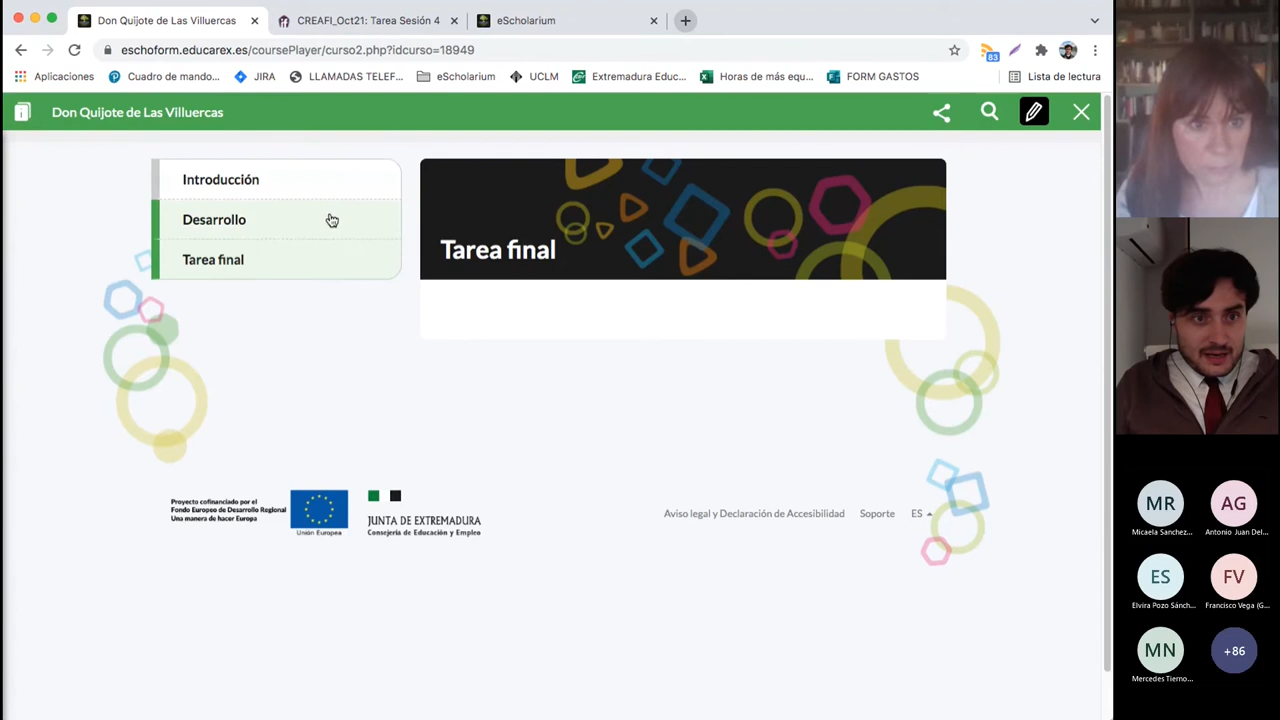 Don Quijote de Las Villuercas
CREAFI_Oct21: Tarea Sesión 4
eScholarium
eschoform.educarex.es/coursePlayer/curso2.php?idcurso=18949
83
Aplicaciones
Cuadro de mando...
JIRA
LLAMADAS TELEF...
eScholarium
UCLM
Extremadura Educ...
Horas de más equ...
FORM GASTOS
Lista de lectura
Don Quijote de Las Villuercas
Introducción
Desarrollo
Tarea final
Tarea final
Proyecto cofinanciado por el
Fondo Europeo de Desarrollo Regional
Una manera de hacer Europa
Unión Europea
JUNTA DE EXTREMADURA
Consejería de Educación y Empleo
Aviso legal y Declaración de Accesibilidad
Soporte
ES
MR
Micaela Sanchez...
AG
Antonio Juan Del...
ES
Elvira Pozo Sánch...
FV
Francisco Vega (G...
MN
Mercedes Tierno...
+86